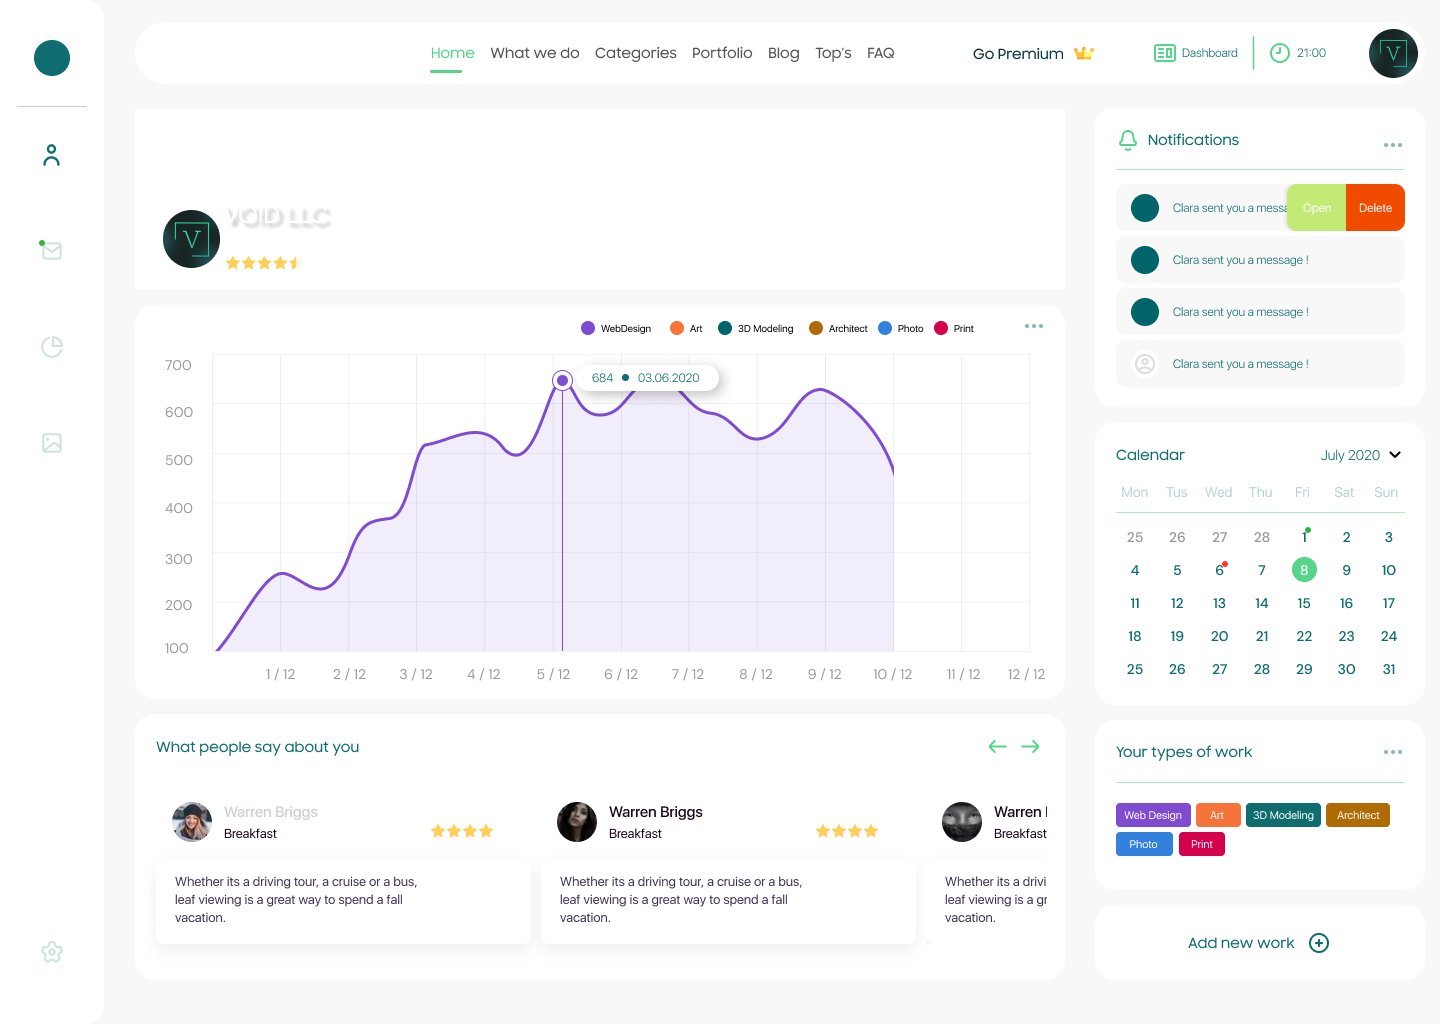 Home What we do Categories Portfolio Blog Top's FAQ Go Premium Dashboard 21:00
V
VOID LLC
V
WebDesign Art 3D Modeling Architect Photo Print
700
600
500
400
300
200
100
684 03.06.2020
1 / 12 2 / 12 3 / 12 4 / 12 5 / 12 6 / 12 7 / 12 8 / 12 9 / 12 10 / 12 11 / 12 12 / 12
What people say about you
Warren Briggs
Breakfast
Whether its a driving tour, a cruise or a bus,
leaf viewing is a great way to spend a fall
vacation.
Warren Briggs
Breakfast
Whether its a driving tour, a cruise or a bus,
leaf viewing is a great way to spend a fall
vacation.
Warren
Breakfast
Whether its a drivi
leaf viewing is a gr
vacation.
Notifications
Clara sent you a messa Open Delete
Clara sent you a message !
Clara sent you a message !
Clara sent you a message !
Calendar July 2020
Mon Tus Wed Thu Fri Sat Sun
25 26 27 28 1 2 3
4 5 6 7 8 9 10
11 12 13 14 15 16 17
18 19 20 21 22 23 24
25 26 27 28 29 30 31
Your types of work
Web Design Art 3D Modeling Architect
Photo Print
Add new work